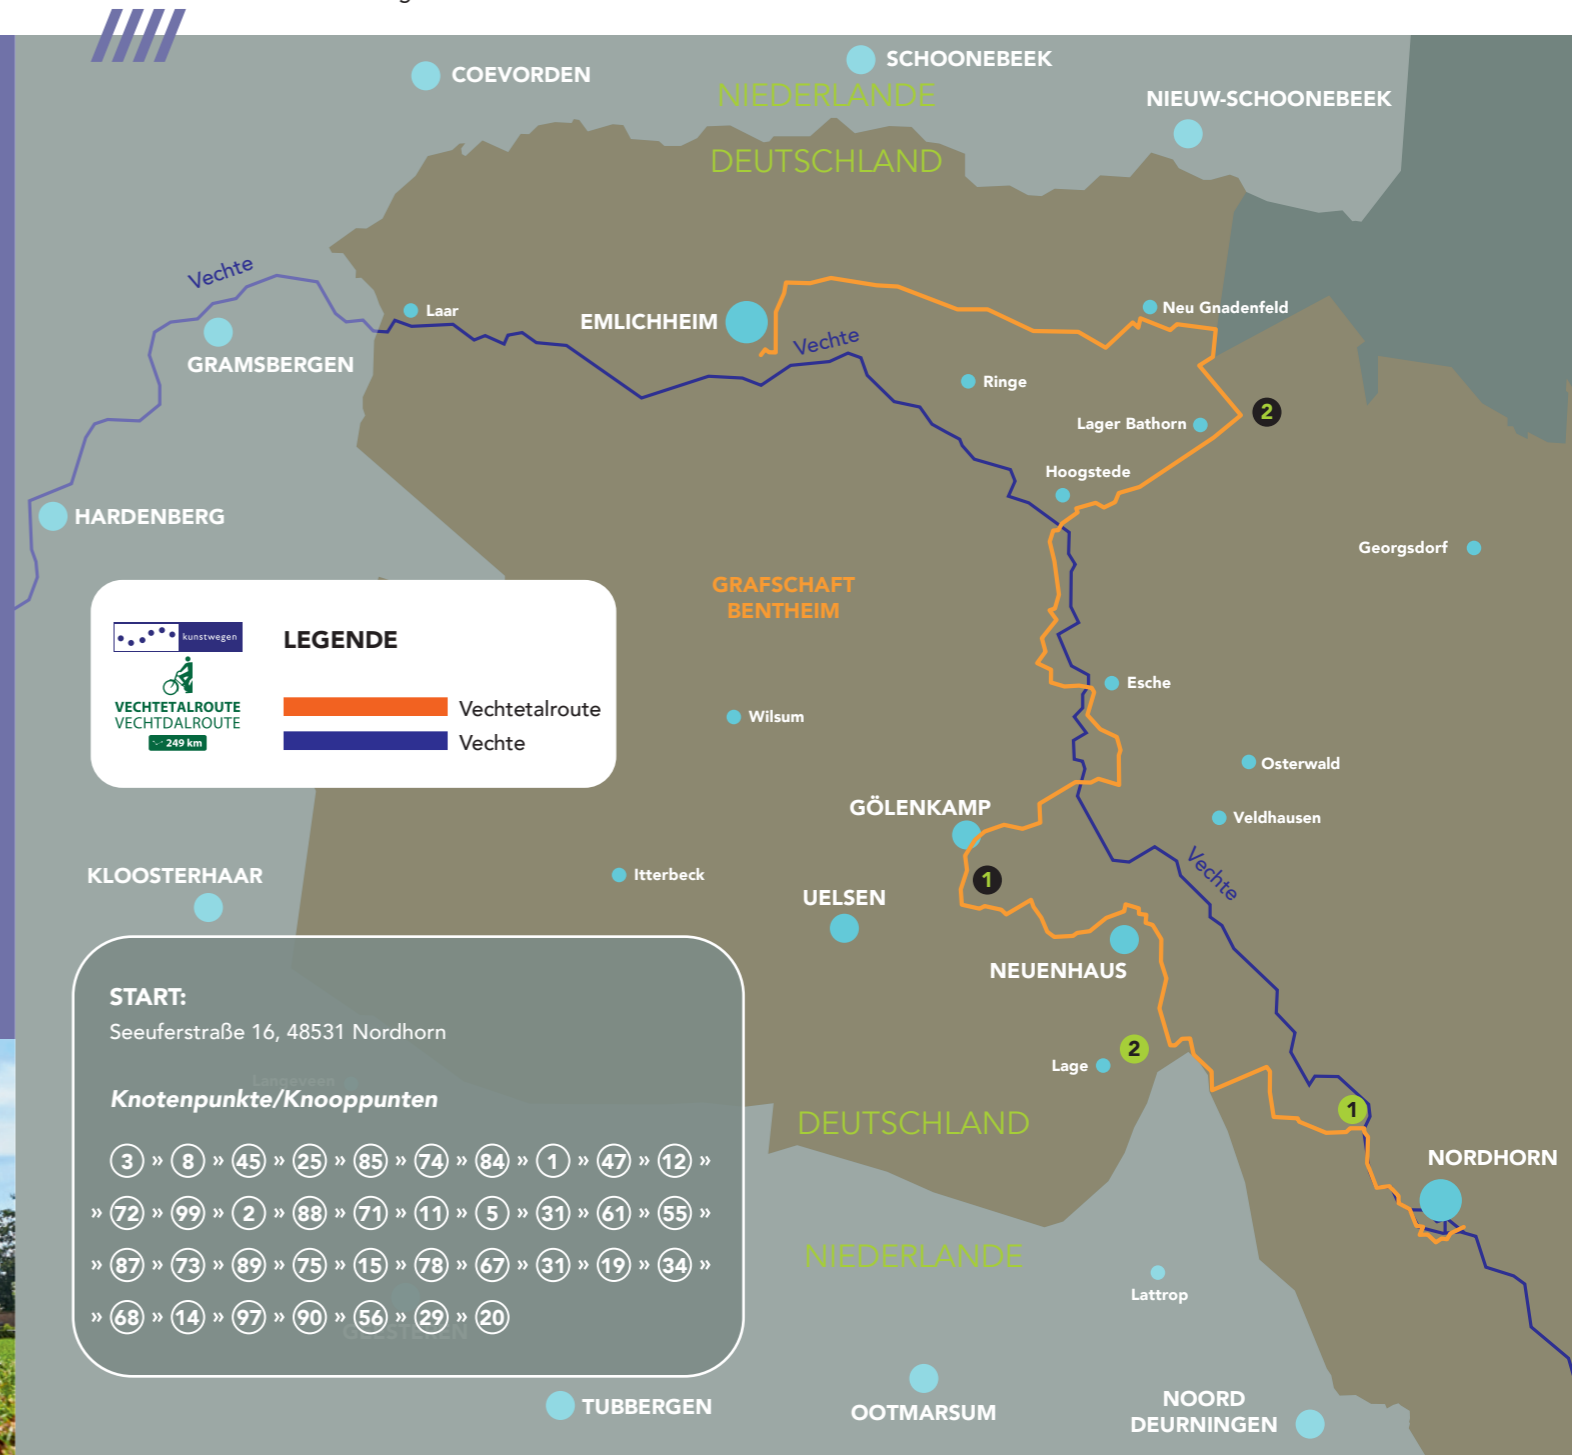 COEVORDEN
SCHOONEBEEK
NIEDERLANDE
NIEUW-SCHOONEBEEK
DEUTSCHLAND
Vechte
Laar
EMLICHHEIM
Vechte
Neu Gnadenfeld
GRAMSBERGEN
Ringe
2
Lager Bathorn
Hoogstede
HARDENBERG
Georgsdorf
GRAFSCHAFT
BENTHEIM
kunstwegen
LEGENDE
VECHTETALROUTE
VECHTDALROUTE
249 km
Vechtetalroute
Vechte
Esche
Wilsum
Osterwald
GÖLENKAMP
Veldhausen
Vechte
KLOOSTERHAAR
Itterbeck
1
UELSEN
NEUENHAUS
START:
Seeuferstraße 16, 48531 Nordhorn
2
Lage
Langeveen
Knotenpunkte/Knooppunten
1
DEUTSCHLAND
3 » 8 » 45 » 25 » 85 » 74 » 84 » 1 » 47 » 12 »
» 72 » 99 » 2 » 88 » 71 » 11 » 5 » 31 » 61 » 55 »
» 87 » 73 » 89 » 75 » 15 » 78 » 67 » 31 » 19 » 34 »
» 68 » 14 » 97 » 90 » 56 » 29 » 20
GEESTEREN
NORDHORN
NIEDERLANDE
Lattrop
TUBBERGEN
OOTMARSUM
NOORD
DEURNINGEN